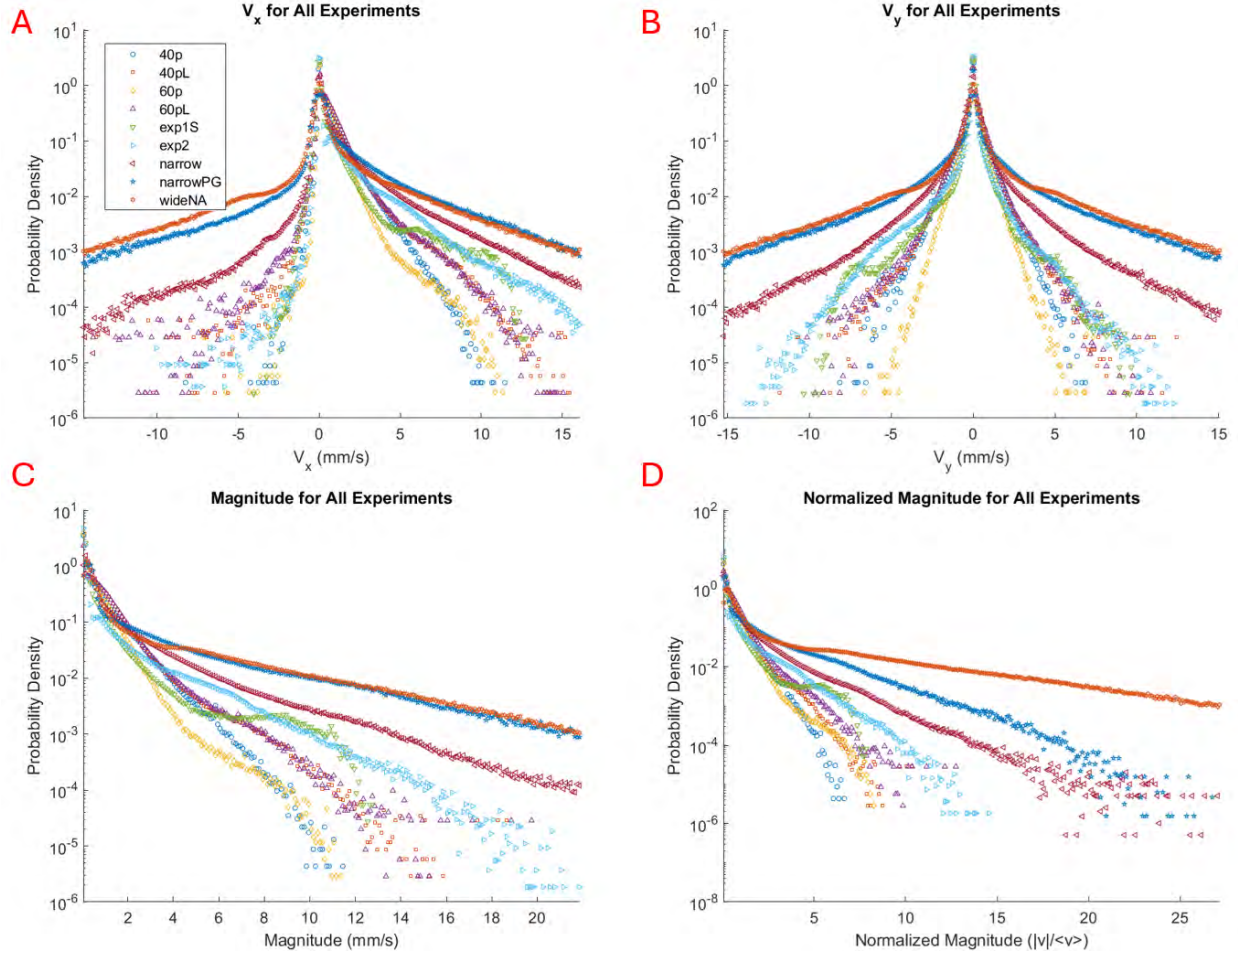 A
V_x for All Experiments
10^1
10^0
10^-1
10^-2
10^-3
10^-4
10^-5
10^-6
Probability Density
40p
40pL
60p
60pL
exp1S
exp2
narrow
narrowPG
wideNA
-10
-5
0
5
10
15
V_x (mm/s)
B
V_y for All Experiments
10^1
10^0
10^-1
10^-2
10^-3
10^-4
10^-5
10^-6
Probability Density
-15
-10
-5
0
5
10
15
V_y (mm/s)
C
Magnitude for All Experiments
10^1
10^0
10^-1
10^-2
10^-3
10^-4
10^-5
10^-6
Probability Density
2
4
6
8
10
12
14
16
18
20
Magnitude (mm/s)
D
Normalized Magnitude for All Experiments
10^2
10^0
10^-2
10^-4
10^-6
10^-8
Probability Density
5
10
15
20
25
Normalized Magnitude (|v|/<v>)